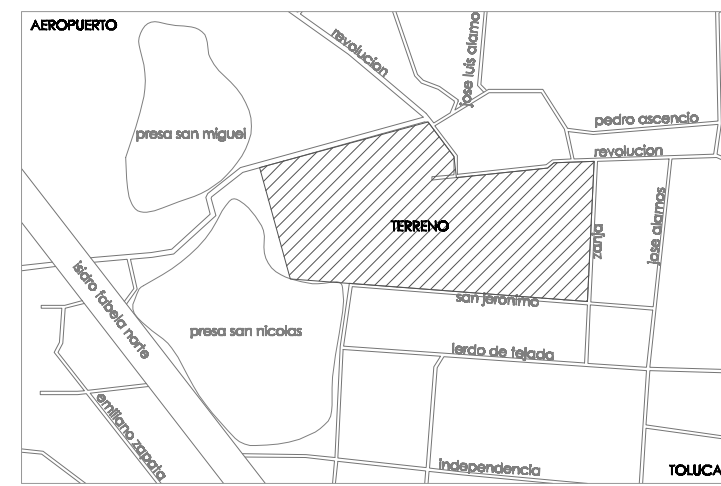 AEROPUERTO
revolucion
jose luis alamo
presa san miguel
pedro ascencio
revolucion
TERRENO
zanja
jose alamos
isidro fabela norte
san jeronimo
presa san nicolas
lerdo de tejada
emiliano zapata
independencia
TOLUCA